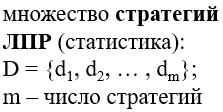 множество стратегий
ЛПР (статистика):
D = {d₁, d₂, … , dₘ};
m – число стратегий